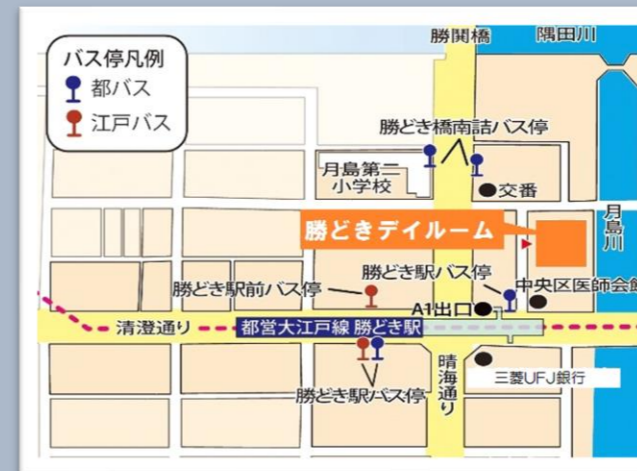 勝鬨橋
隅田川
バス停凡例
都バス
江戸バス
勝どき橋南詰バス停
月島第二
小学校
交番
月島川
勝どきデイルーム
勝どき駅バス停
勝どき駅前バス停
中央区医師会館
A1出口
清澄通り
都営大江戸線 勝どき駅
晴海通り
三菱UFJ銀行
勝どき駅バス停